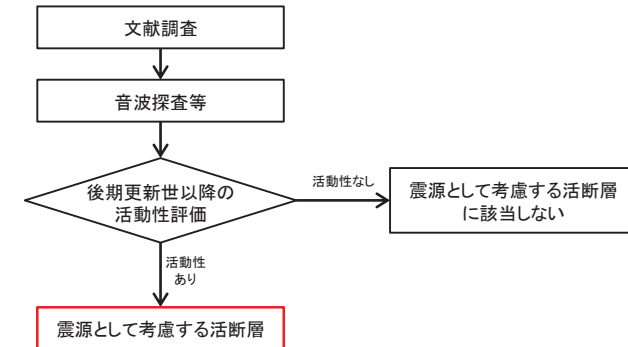 文献調査
音波探査等
後期更新世以降の
活動性評価
活動性なし
震源として考慮する活断層
に該当しない
活動性
あり
震源として考慮する活断層